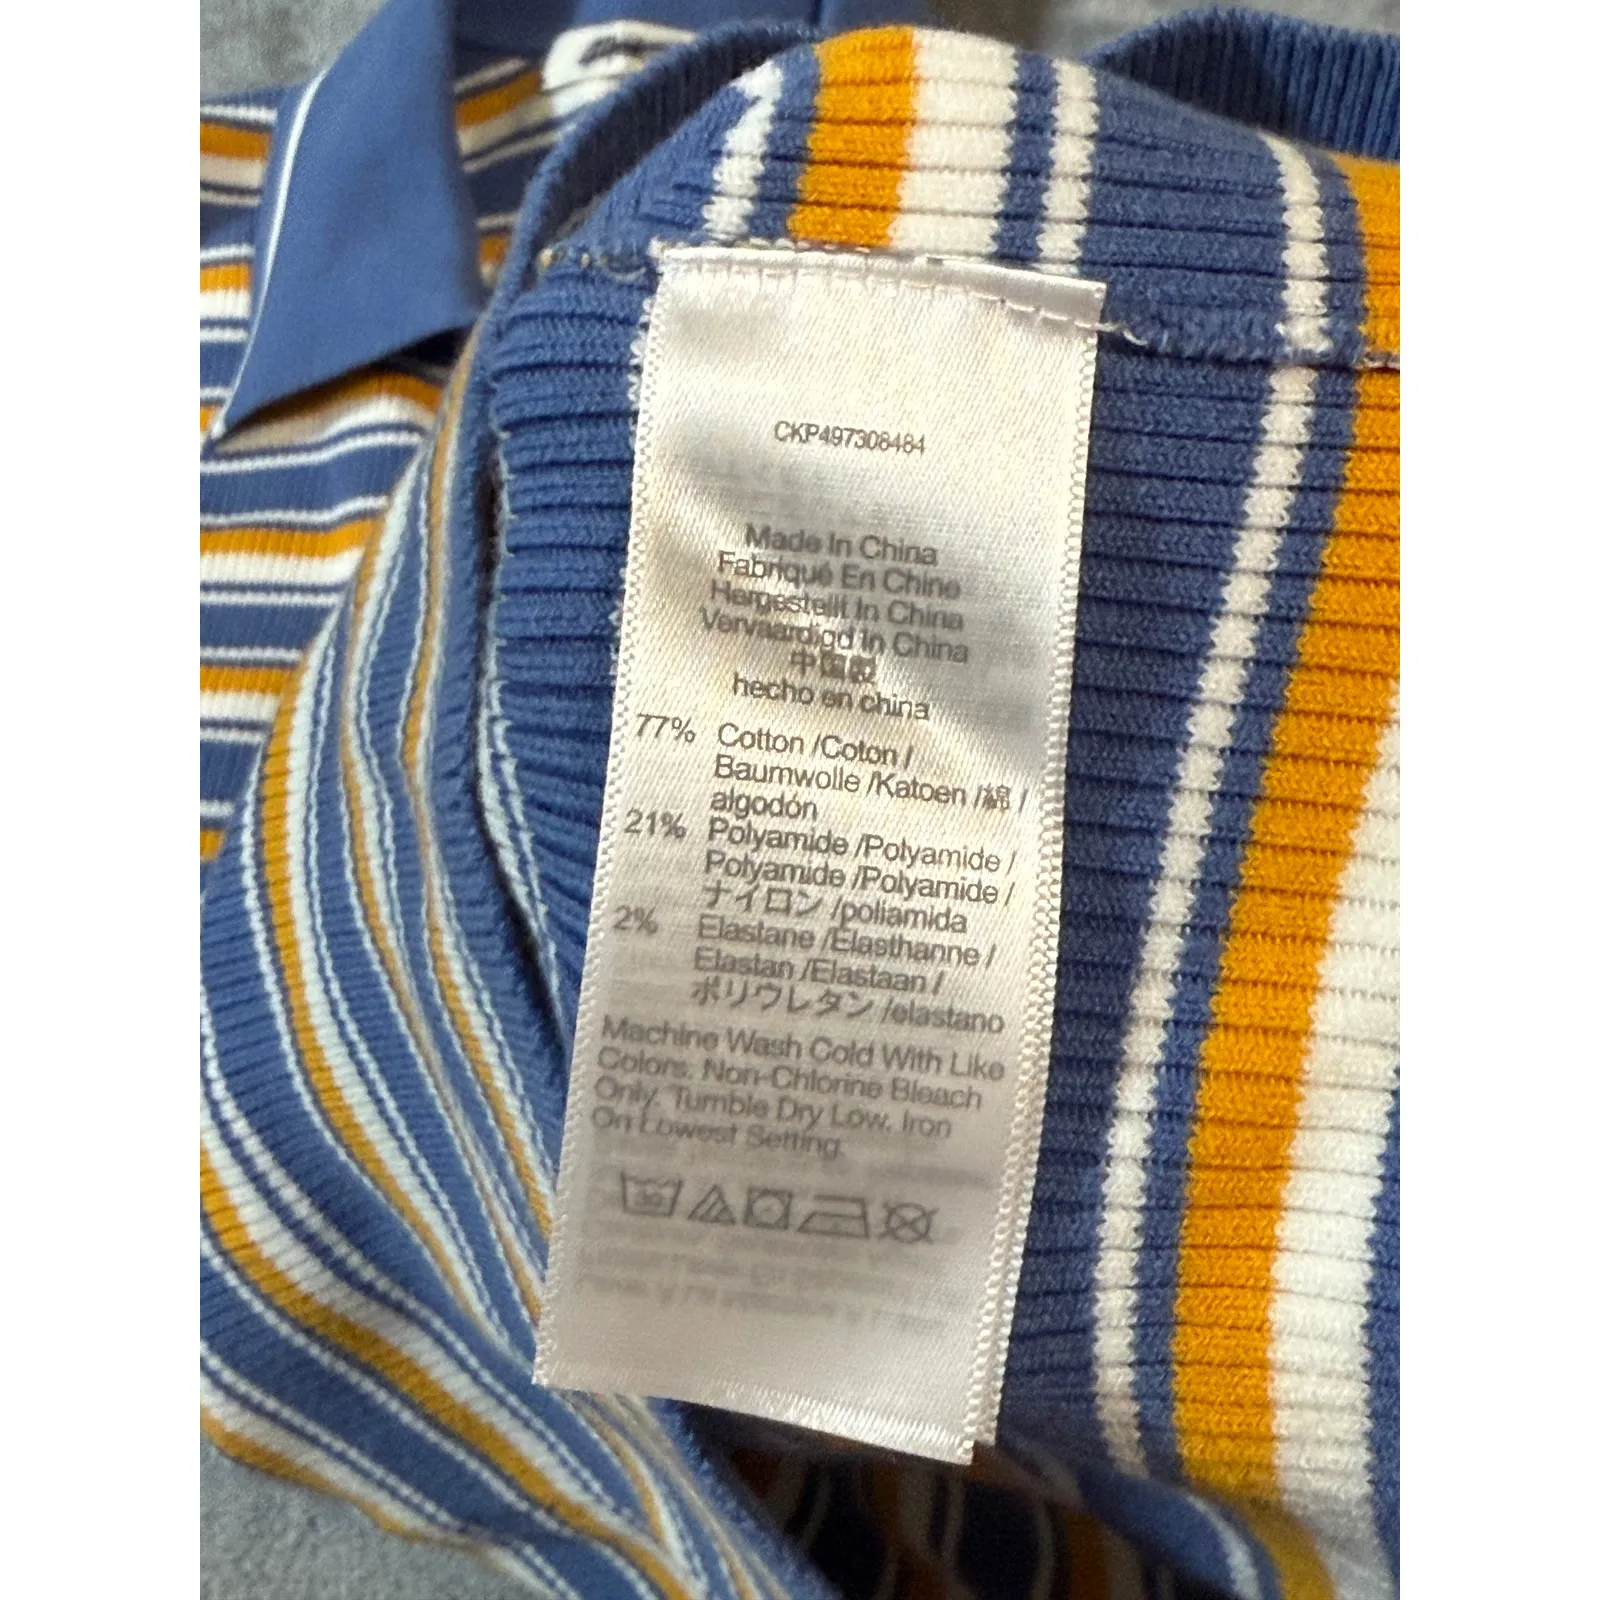 CKP497308484
Made In China
Fabriqué En Chine
Hergestellt In China
Vervaardigd In China
中国製
hecho en china
77% Cotton /Coton /
Baumwolle /Katoen /綿 /
algodón
21% Polyamide /Polyamide /
Polyamide /Polyamide /
ナイロン /poliamida
2% Elastane /Elasthanne /
Elastan /Elastaan /
ポリウレタン /elastano
Machine Wash Cold With Like
Colors. Non-Chlorine Bleach
Only. Tumble Dry Low. Iron
On Lowest Setting.
30